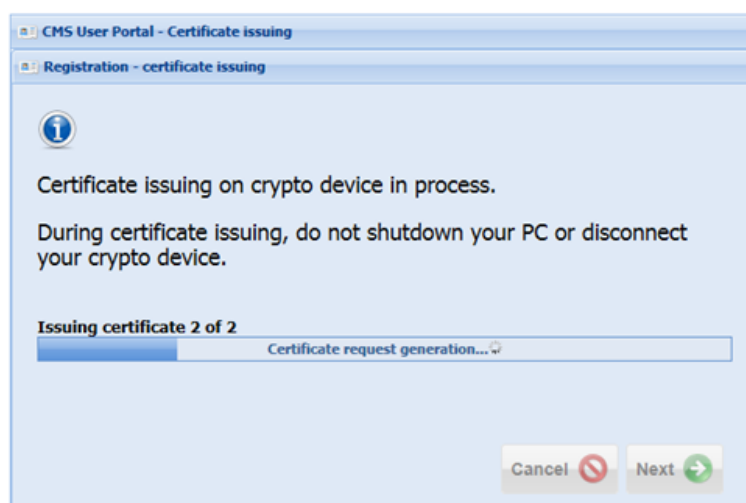 CMS User Portal - Certificate issuing
Registration - certificate issuing
Certificate issuing on crypto device in process.
During certificate issuing, do not shutdown your PC or disconnect
your crypto device.
Issuing certificate 2 of 2
Certificate request generation...
Cancel
Next